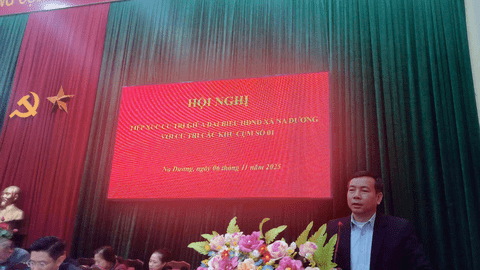 HỘI NGHỊ
TIẾP XÚC CỬ TRI GIỮA ĐẠI BIỂU HĐND XÃ NA DƯƠNG
VỚI CỬ TRI CÁC KHU CỤM SỐ 01
Na Dương, ngày 06 tháng 11 năm 2025